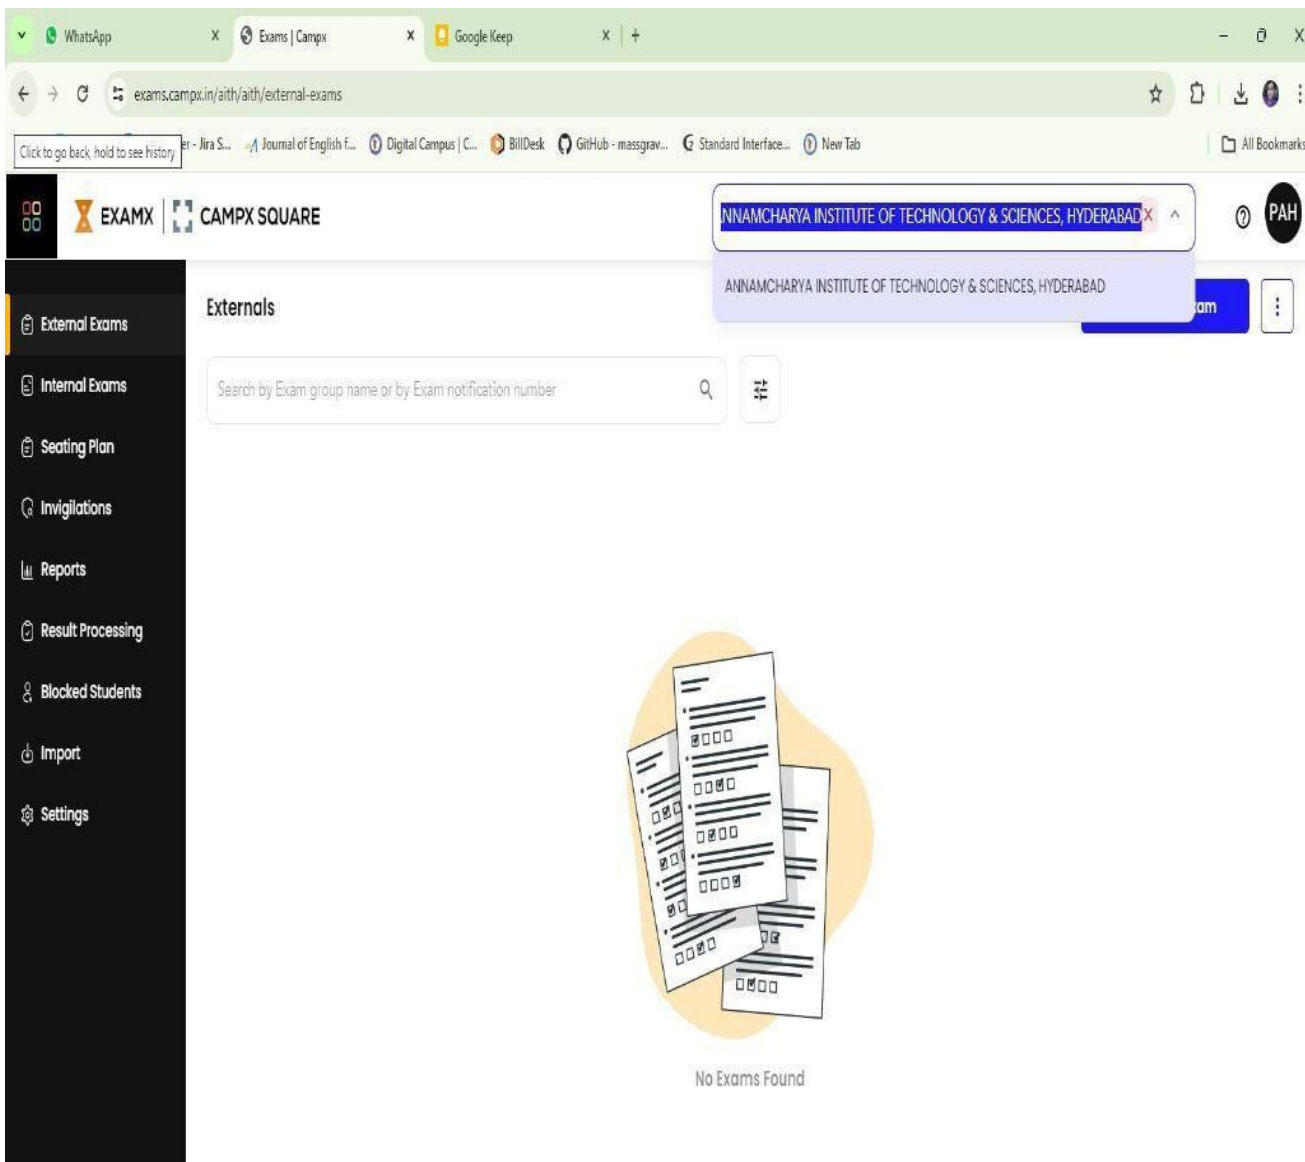 WhatsApp
Exams | Campx
Google Keep
exams.campx.in/aith/aith/external-exams
Click to go back, hold to see history
er - Jira S...
Journal of English f...
Digital Campus | C...
BillDesk
GitHub - massgrav...
Standard Interface...
New Tab
All Bookmarks
EXAMX
CAMPX SQUARE
NNAMCHARYA INSTITUTE OF TECHNOLOGY & SCIENCES, HYDERABAD
PAH
ANNAMCHARYA INSTITUTE OF TECHNOLOGY & SCIENCES, HYDERABAD
Externals
am
Search by Exam group name or by Exam notification number
External Exams
Internal Exams
Seating Plan
Invigilations
Reports
Result Processing
Blocked Students
Import
Settings
No Exams Found